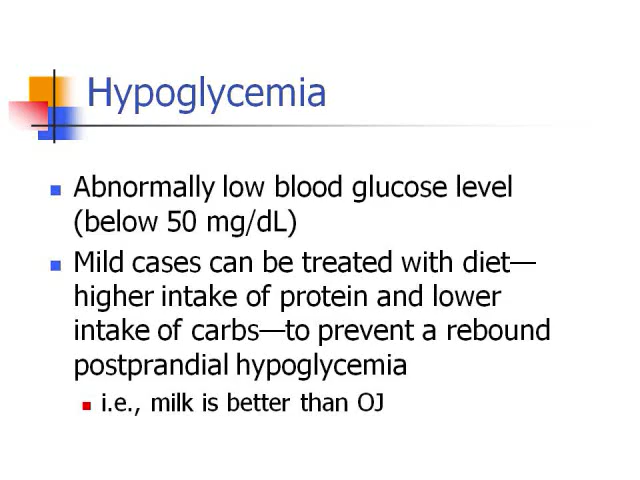 Hypoglycemia
Abnormally low blood glucose level
(below 50 mg/dL)
Mild cases can be treated with diet—
higher intake of protein and lower
intake of carbs—to prevent a rebound
postprandial hypoglycemia
i.e., milk is better than OJ